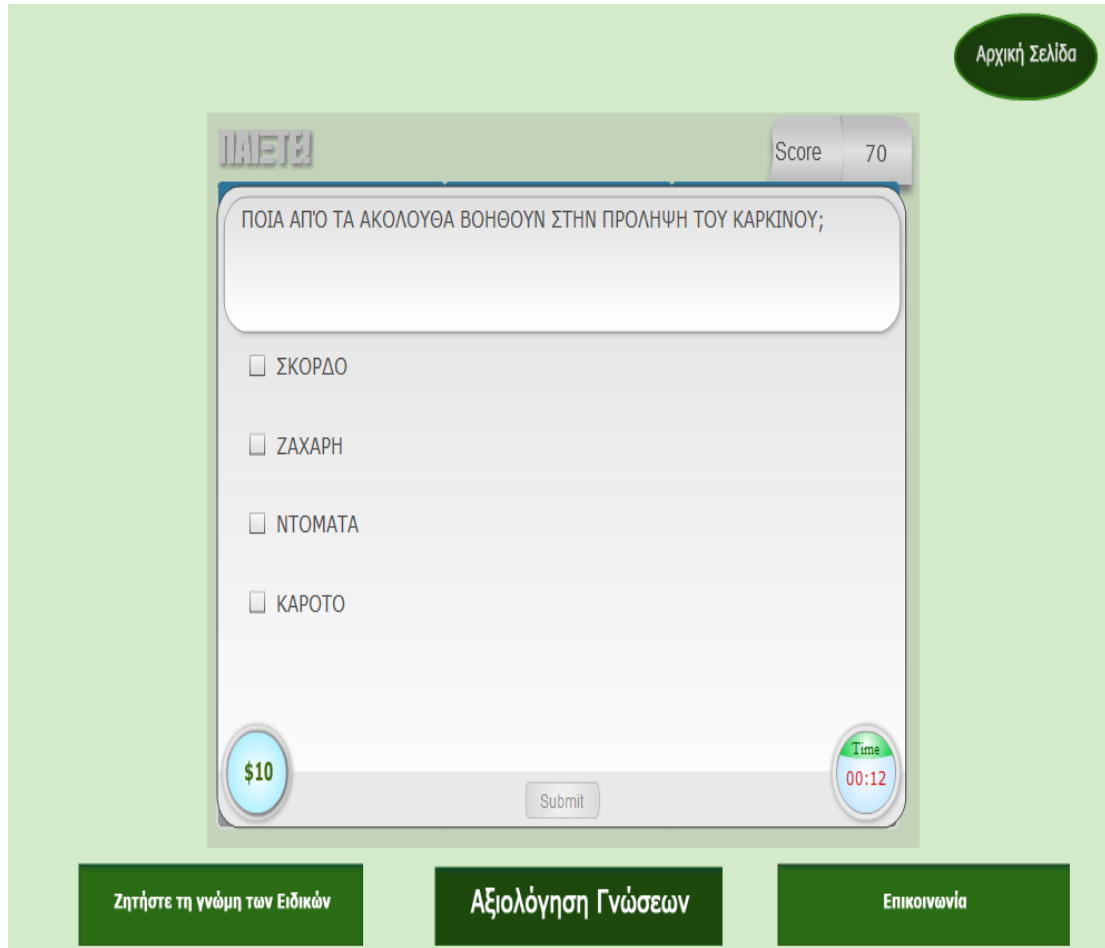 Αρχική Σελίδα
ΠΑΙΞΤΕ!
Score 70
ΠΟΙΑ ΑΠΌ ΤΑ ΑΚΟΛΟΥΘΑ ΒΟΗΘΟΥΝ ΣΤΗΝ ΠΡΟΛΗΨΗ ΤΟΥ ΚΑΡΚΙΝΟΥ;
ΣΚΟΡΔΟ
ΖΑΧΑΡΗ
ΝΤΟΜΑΤΑ
ΚΑΡΟΤΟ
$10
Submit
Time
00:12
Ζητήστε τη γνώμη των Ειδικών
Αξιολόγηση Γνώσεων
Επικοινωνία